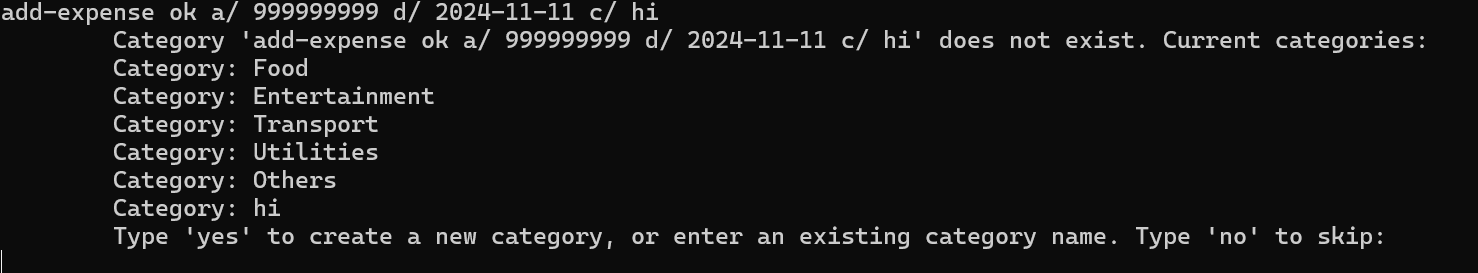 add-expense ok a/ 999999999 d/ 2024-11-11 c/ hi
Category 'add-expense ok a/ 999999999 d/ 2024-11-11 c/ hi' does not exist. Current categories:
Category: Food
Category: Entertainment
Category: Transport
Category: Utilities
Category: Others
Category: hi
Type 'yes' to create a new category, or enter an existing category name. Type 'no' to skip: